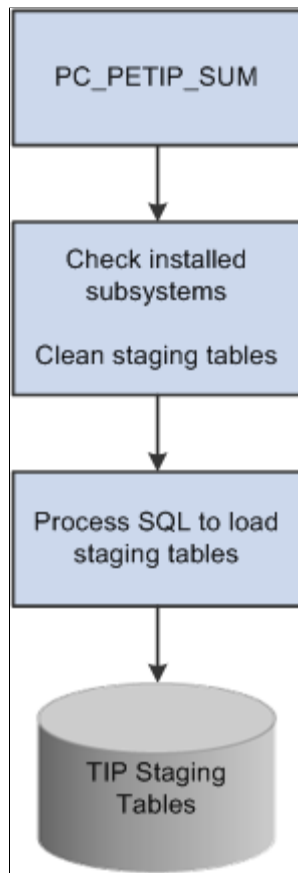 PC_PETIP_SUM
Check installed
subsystems
Clean staging tables
Process SQL to load
staging tables
TIP Staging
Tables